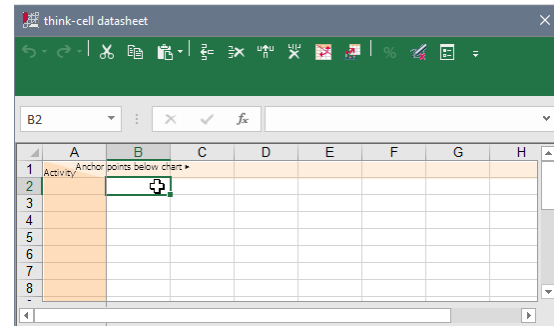 think-cell datasheet
%
B2 fx
A B C D E F G H
1 Activity Anchor points below chart ▸
2
3
4
5
6
7
8